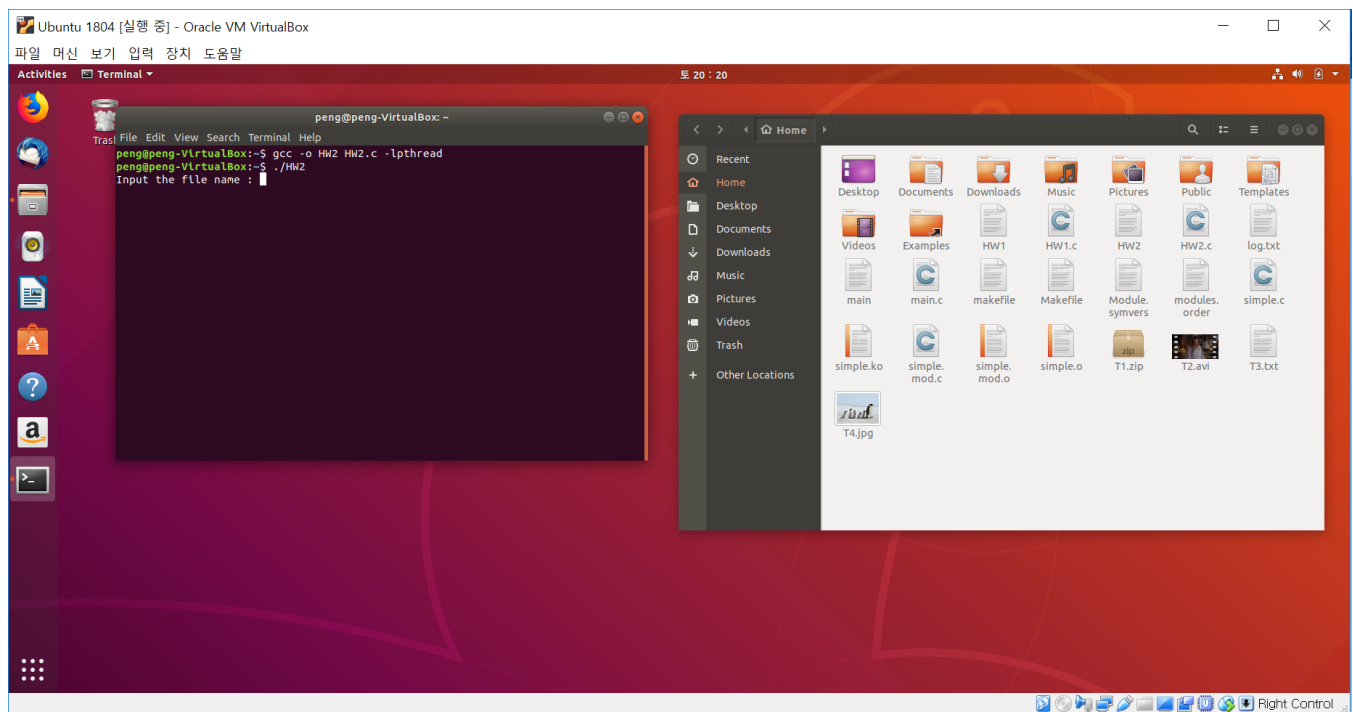 Ubuntu 1804 [실행 중] - Oracle VM VirtualBox
파일 머신 보기 입력 장치 도움말
Activities Terminal 토 20 : 20
Trash
peng@peng-VirtualBox: ~
File Edit View Search Terminal Help
peng@peng-VirtualBox:~$ gcc -o HW2 HW2.c -lpthread
peng@peng-VirtualBox:~$ ./HW2
Input the file name :
Home
Recent
Home
Desktop
Documents
Downloads
Music
Pictures
Videos
Trash
+ Other Locations
Desktop Documents Downloads Music Pictures Public Templates
Videos Examples HW1 HW1.c HW2 HW2.c log.txt
main main.c makefile Makefile Module.symvers modules.order simple.c
simple.ko simple.mod.c simple.mod.o simple.o T1.zip T2.avi T3.txt
zip
T4.jpg
Right Control